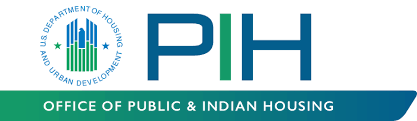 U.S. DEPARTMENT OF HOUSING
AND URBAN DEVELOPMENT
PIH
OFFICE OF PUBLIC & INDIAN HOUSING